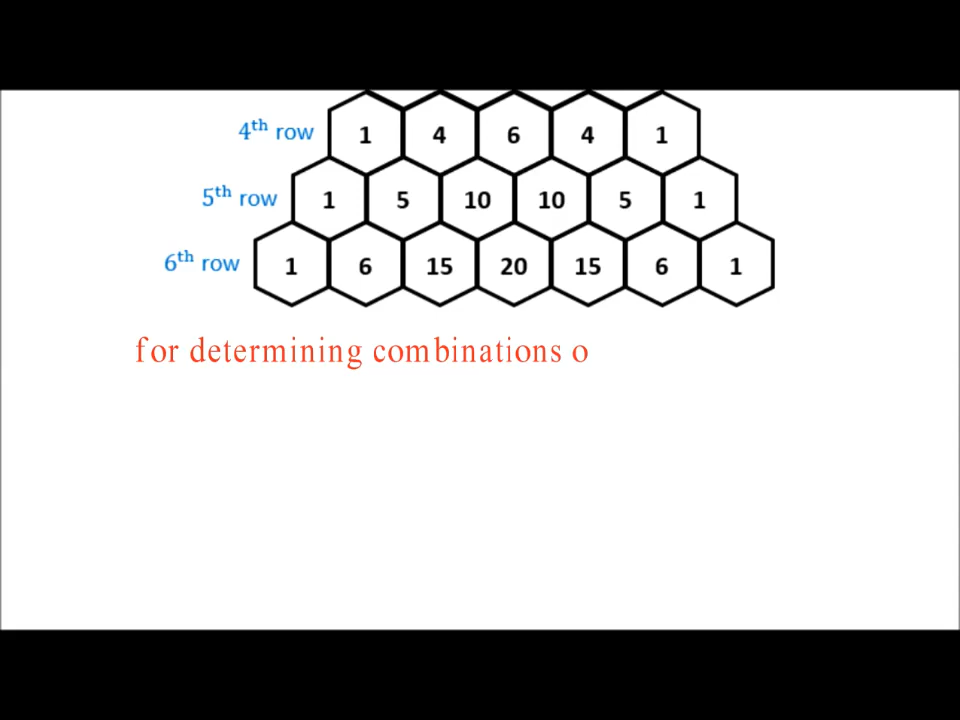 4th row 1 4 6 4 1
5th row 1 5 10 10 5 1
6th row 1 6 15 20 15 6 1
for determining combinations o